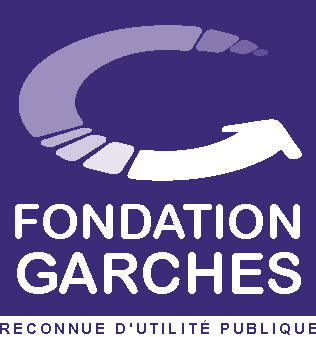 FONDATION
GARCHES
RECONNUE D'UTILITÉ PUBLIQUE